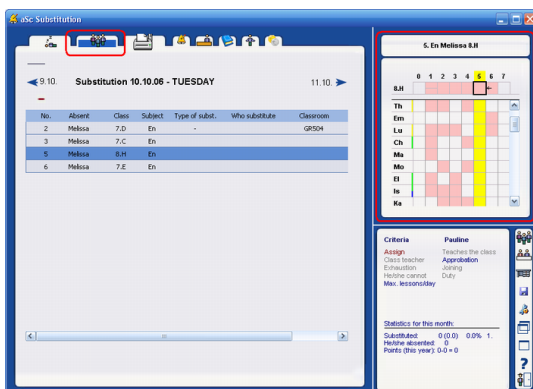 aSc Substitution
9.10.
Substitution 10.10.06 - TUESDAY
11.10.
No. Absent Class Subject Type of subst. Who substitute Classroom
2 Melissa 7.D En - GR504
3 Melissa 7.C En
5 Melissa 8.H En
6 Melissa 7.E En
5. En Melissa 8.H
0 1 2 3 4 5 6 7
8.H
Th
Em
Lu
Ch
Ma
Mo
El
Is
Ka
Criteria Pauline
Assign Teaches the class
Class teacher Approbation
Exhaustion Joining
He/she cannot Duty
Max. lessons/day
Statistics for this month:
Substituted: 0 (0.0) 0.0% 1.
He/she absented: 0
Points (this year): 0-0 = 0